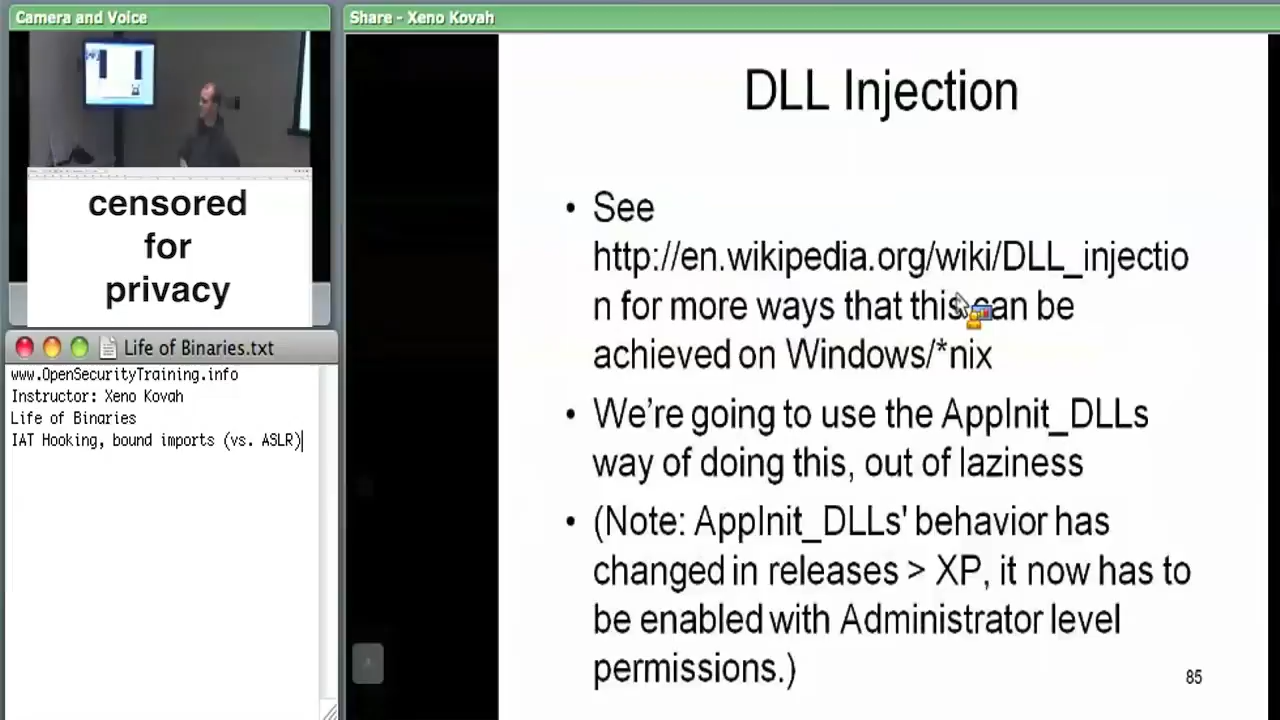 Camera and Voice
censored
for
privacy
Life of Binaries.txt
www.OpenSecurityTraining.info
Instructor: Xeno Kovah
Life of Binaries
IAT Hooking, bound imports (vs. ASLR)
Share - Xeno Kovah
DLL Injection
• See
http://en.wikipedia.org/wiki/DLL_injectio
n for more ways that this can be
achieved on Windows/*nix
• We're going to use the AppInit_DLLs
way of doing this, out of laziness
• (Note: AppInit_DLLs' behavior has
changed in releases > XP, it now has to
be enabled with Administrator level
permissions.)
85